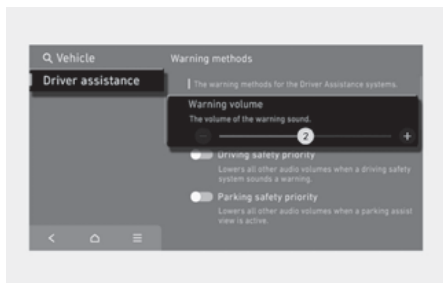 Vehicle
Driver assistance
Warning methods
The warning methods for the Driver Assistance systems.
Warning volume
The volume of the warning sound.
2
Driving safety priority
Lowers all other audio volumes when a driving safety
system sounds a warning.
Parking safety priority
Lowers all other audio volumes when a parking assist
view is active.